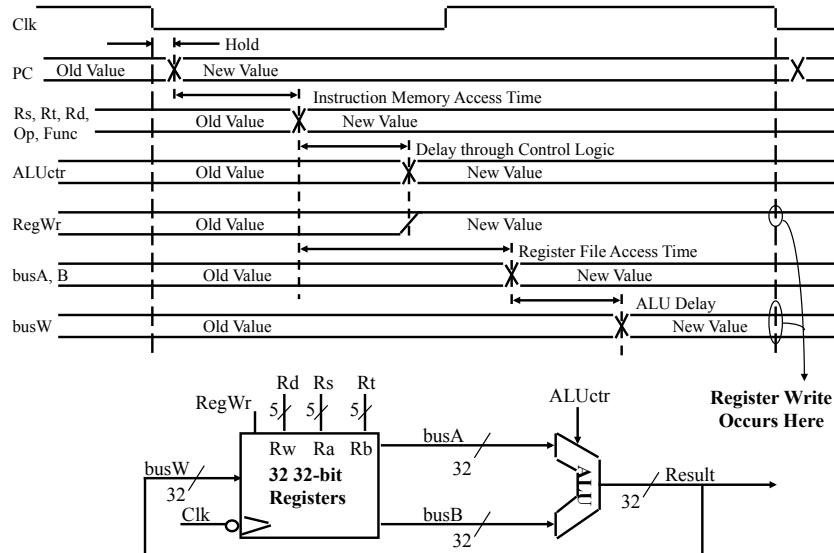 Clk
Hold
PC
Old Value
New Value
Instruction Memory Access Time
Rs, Rt, Rd,
Op, Func
Old Value
New Value
Delay through Control Logic
ALUctr
Old Value
New Value
RegWr
Old Value
New Value
Register File Access Time
busA, B
Old Value
New Value
ALU Delay
busW
Old Value
New Value
Register Write
Occurs Here
Rd Rs Rt
RegWr
ALUctr
5 5 5
Rw Ra Rb
busA
32
busW
32
32 32-bit
Registers
ALU
Result
32
Clk
busB
32